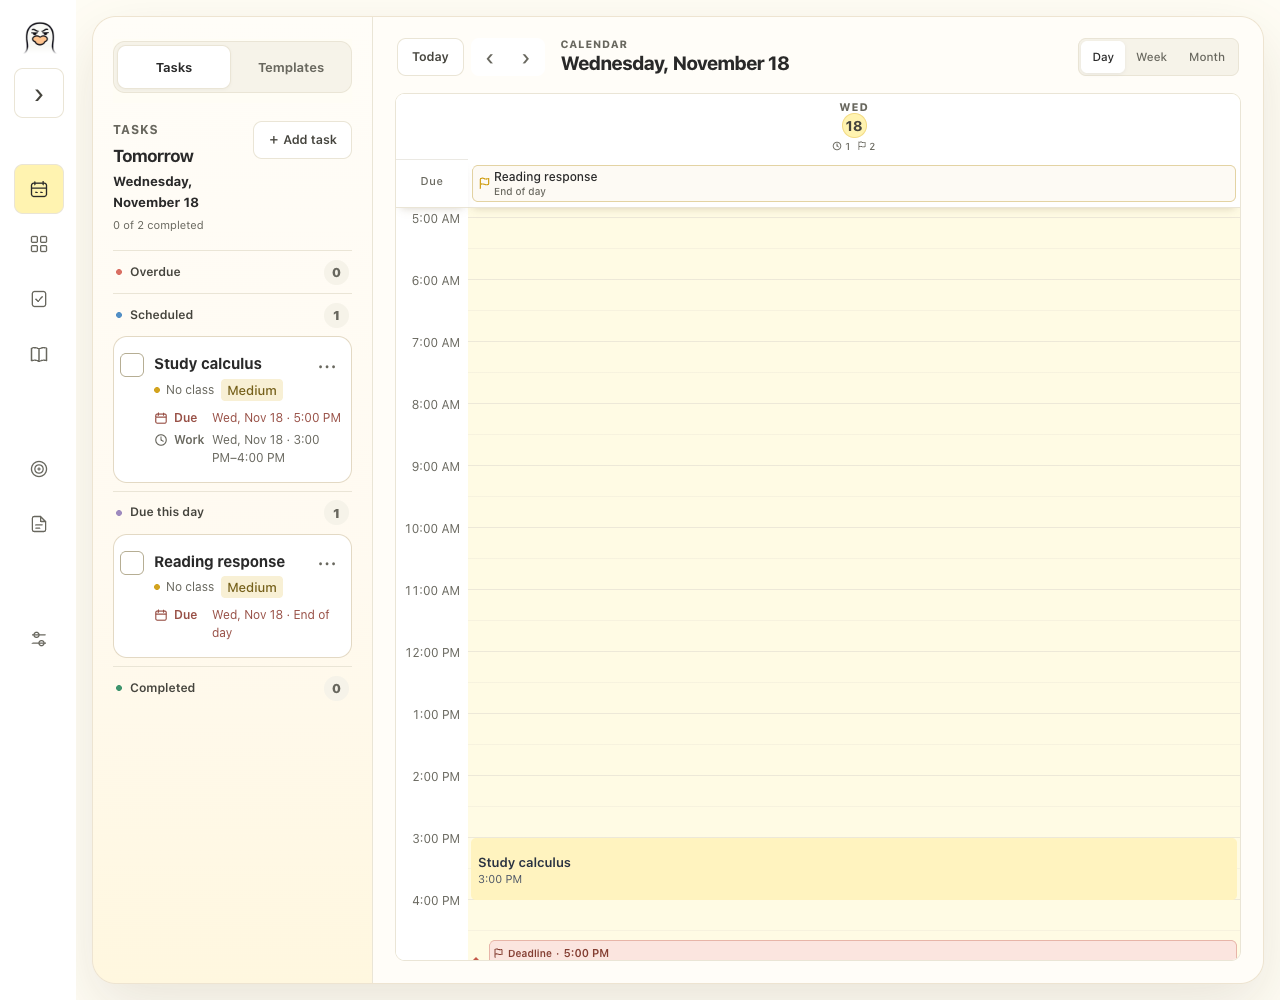 Tasks
Templates
TASKS
Tomorrow
Wednesday,
November 18
0 of 2 completed
+ Add task
Overdue
0
Scheduled
1
Study calculus
No class
Medium
Due
Wed, Nov 18 · 5:00 PM
Work
Wed, Nov 18 · 3:00
PM–4:00 PM
Due this day
1
Reading response
No class
Medium
Due
Wed, Nov 18 · End of
day
Completed
0
Today
CALENDAR
Wednesday, November 18
Day
Week
Month
WED
18
1
2
Due
Reading response
End of day
5:00 AM
6:00 AM
7:00 AM
8:00 AM
9:00 AM
10:00 AM
11:00 AM
12:00 PM
1:00 PM
2:00 PM
3:00 PM
Study calculus
3:00 PM
4:00 PM
Deadline · 5:00 PM